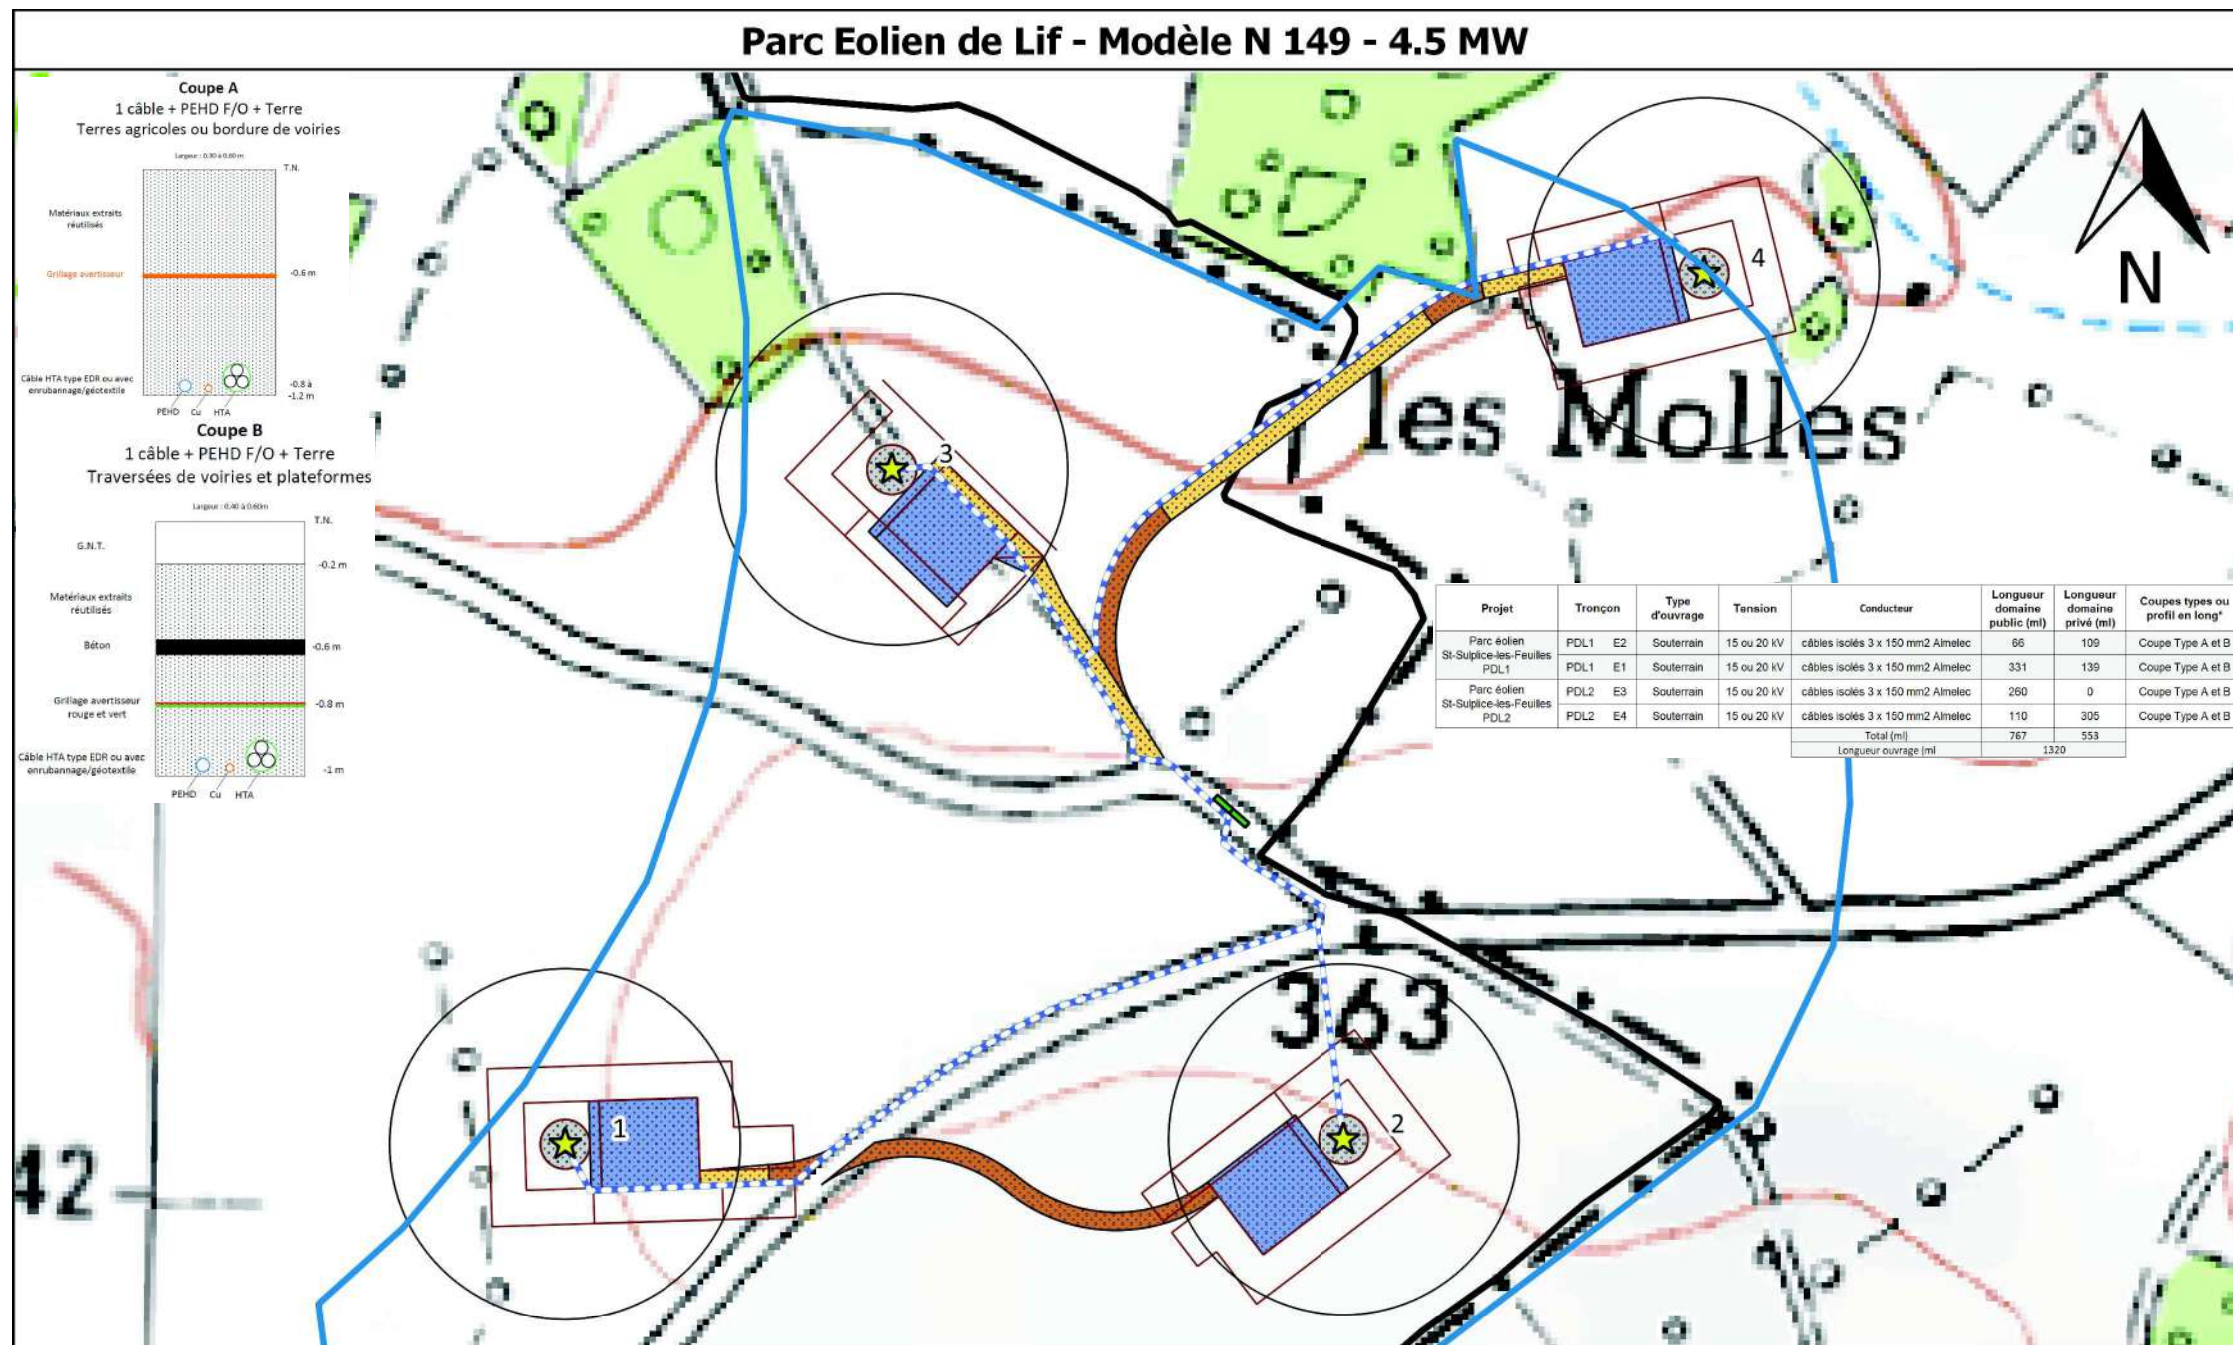 Parc Eolien de Lif - Modèle N 149 - 4.5 MW
Coupe A
1 câble + PEHD F/O + Terre
Terres agricoles ou bordure de voiries
Largeur : 0.30 à 0.60 m
T.N.
Matériaux extraits
réutilisés
Grillage avertisseur
-0.6 m
Câble HTA type EDR ou avec
enrubannage/géotextile
-0.8 à
-1.2 m
PEHD Cu HTA
Coupe B
1 câble + PEHD F/O + Terre
Traversées de voiries et plateformes
Largeur : 0.40 à 0.60m
T.N.
G.N.T.
-0.2 m
Matériaux extraits
réutilisés
Béton
-0.6 m
Grillage avertisseur
rouge et vert
-0.8 m
Câble HTA type EDR ou avec
enrubannage/géotextile
-1 m
PEHD Cu HTA
4
N
3
les Molles
Projet Tronçon Type d'ouvrage Tension Conducteur Longueur domaine public (ml) Longueur domaine privé (ml) Coupes types ou profil en long*
Parc éolien St-Sulpice-les-Feuilles PDL1 PDL1 E2 Souterrain 15 ou 20 kV câbles isolés 3 x 150 mm2 Almelec 66 109 Coupe Type A et B
PDL1 E1 Souterrain 15 ou 20 kV câbles isolés 3 x 150 mm2 Almelec 331 139 Coupe Type A et B
Parc éolien St-Sulpice-les-Feuilles PDL2 PDL2 E3 Souterrain 15 ou 20 kV câbles isolés 3 x 150 mm2 Almelec 260 0 Coupe Type A et B
PDL2 E4 Souterrain 15 ou 20 kV câbles isolés 3 x 150 mm2 Almelec 110 305 Coupe Type A et B
Total (ml) 767 553
Longueur ouvrage (ml 1320
363
1
2
42